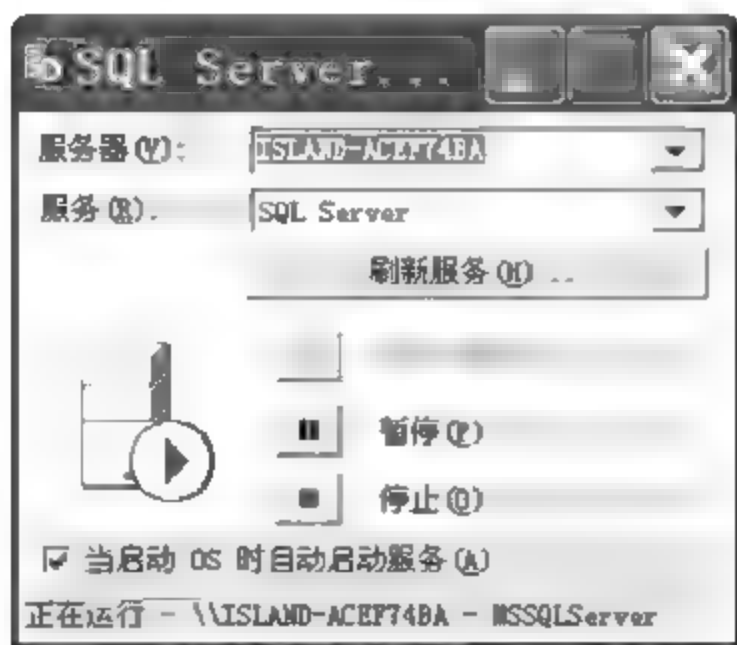 SQL Server...
服务器(V): ISLAND-ACEF74BA
服务(R). SQL Server
刷新服务(H) ..
暂停(P)
停止(O)
当启动 OS 时自动启动服务(A)
正在运行 - \\ISLAND-ACEF74BA - MSSQLServer